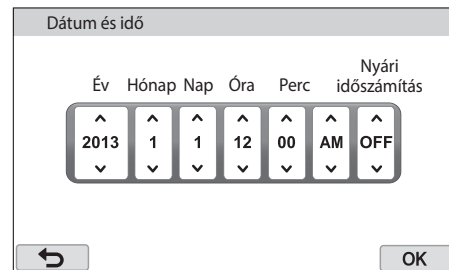 Dátum és idő
Év Hónap Nap Óra Perc Nyári időszámítás
2013 1 1 12 00 AM OFF
OK